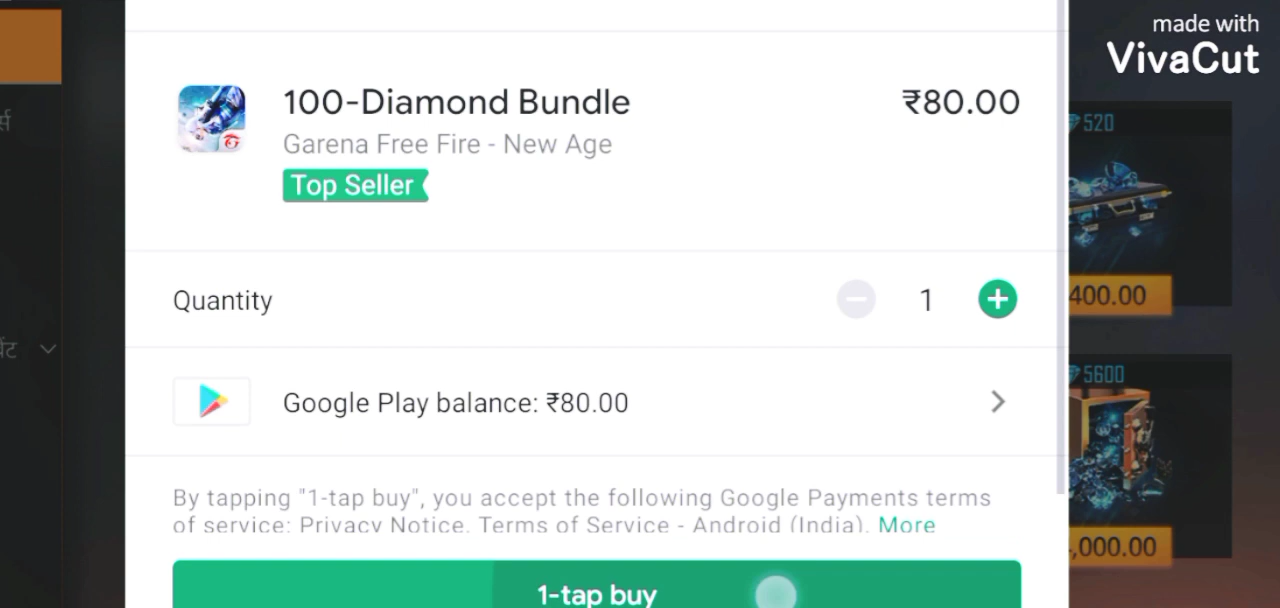 made with
VivaCut
100-Diamond Bundle
₹80.00
Garena Free Fire - New Age
Top Seller
520
Quantity
1
400.00
Google Play balance: ₹80.00
5600
By tapping "1-tap buy", you accept the following Google Payments terms
of service: Privacy Notice, Terms of Service - Android (India). More
,000.00
1-tap buy